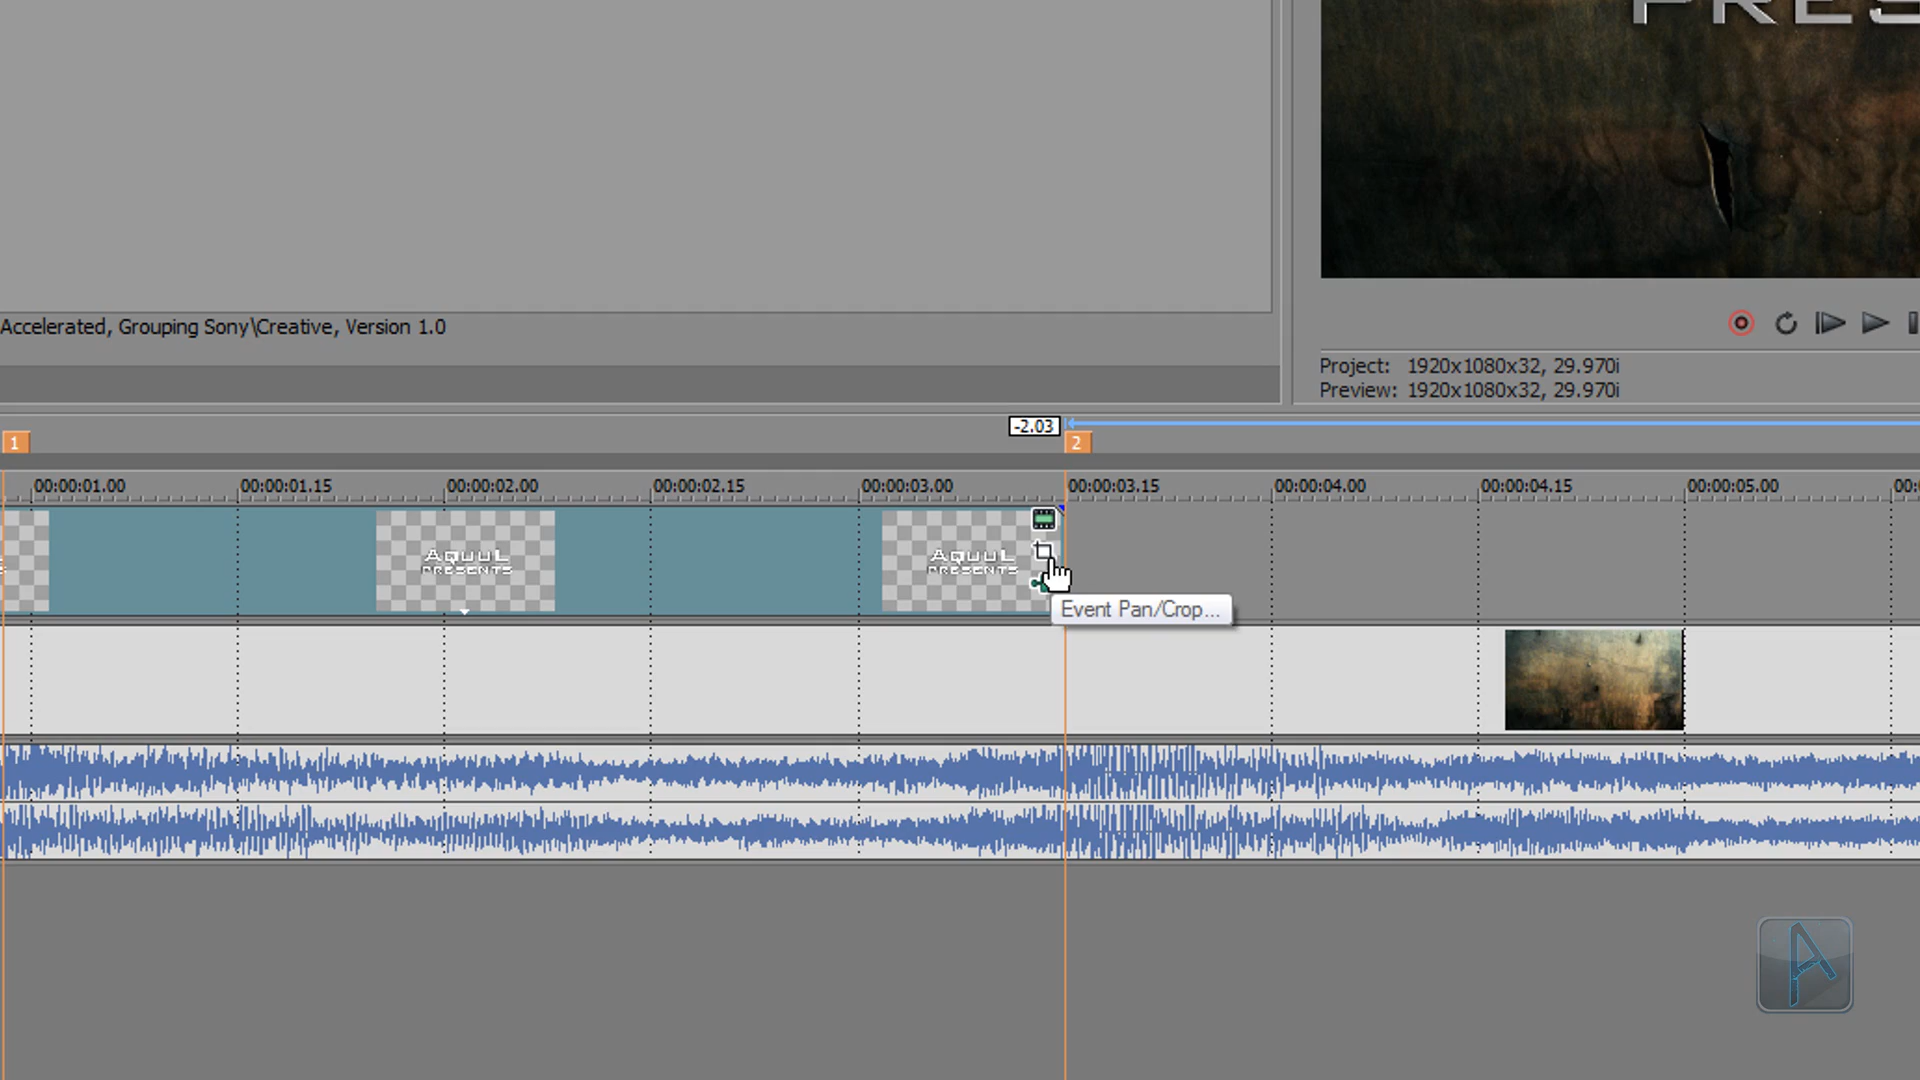 PRES
Accelerated, Grouping Sony\Creative, Version 1.0
Project: 1920x1080x32, 29.970i
Preview: 1920x1080x32, 29.970i
-2.03
1
2
00:00:01.00 00:00:01.15 00:00:02.00 00:00:02.15 00:00:03.00 00:00:03.15 00:00:04.00 00:00:04.15 00:00:05.00 00:0
AQUUL
PRESENTS
AQUUL
PRESENTS
Event Pan/Crop...
A